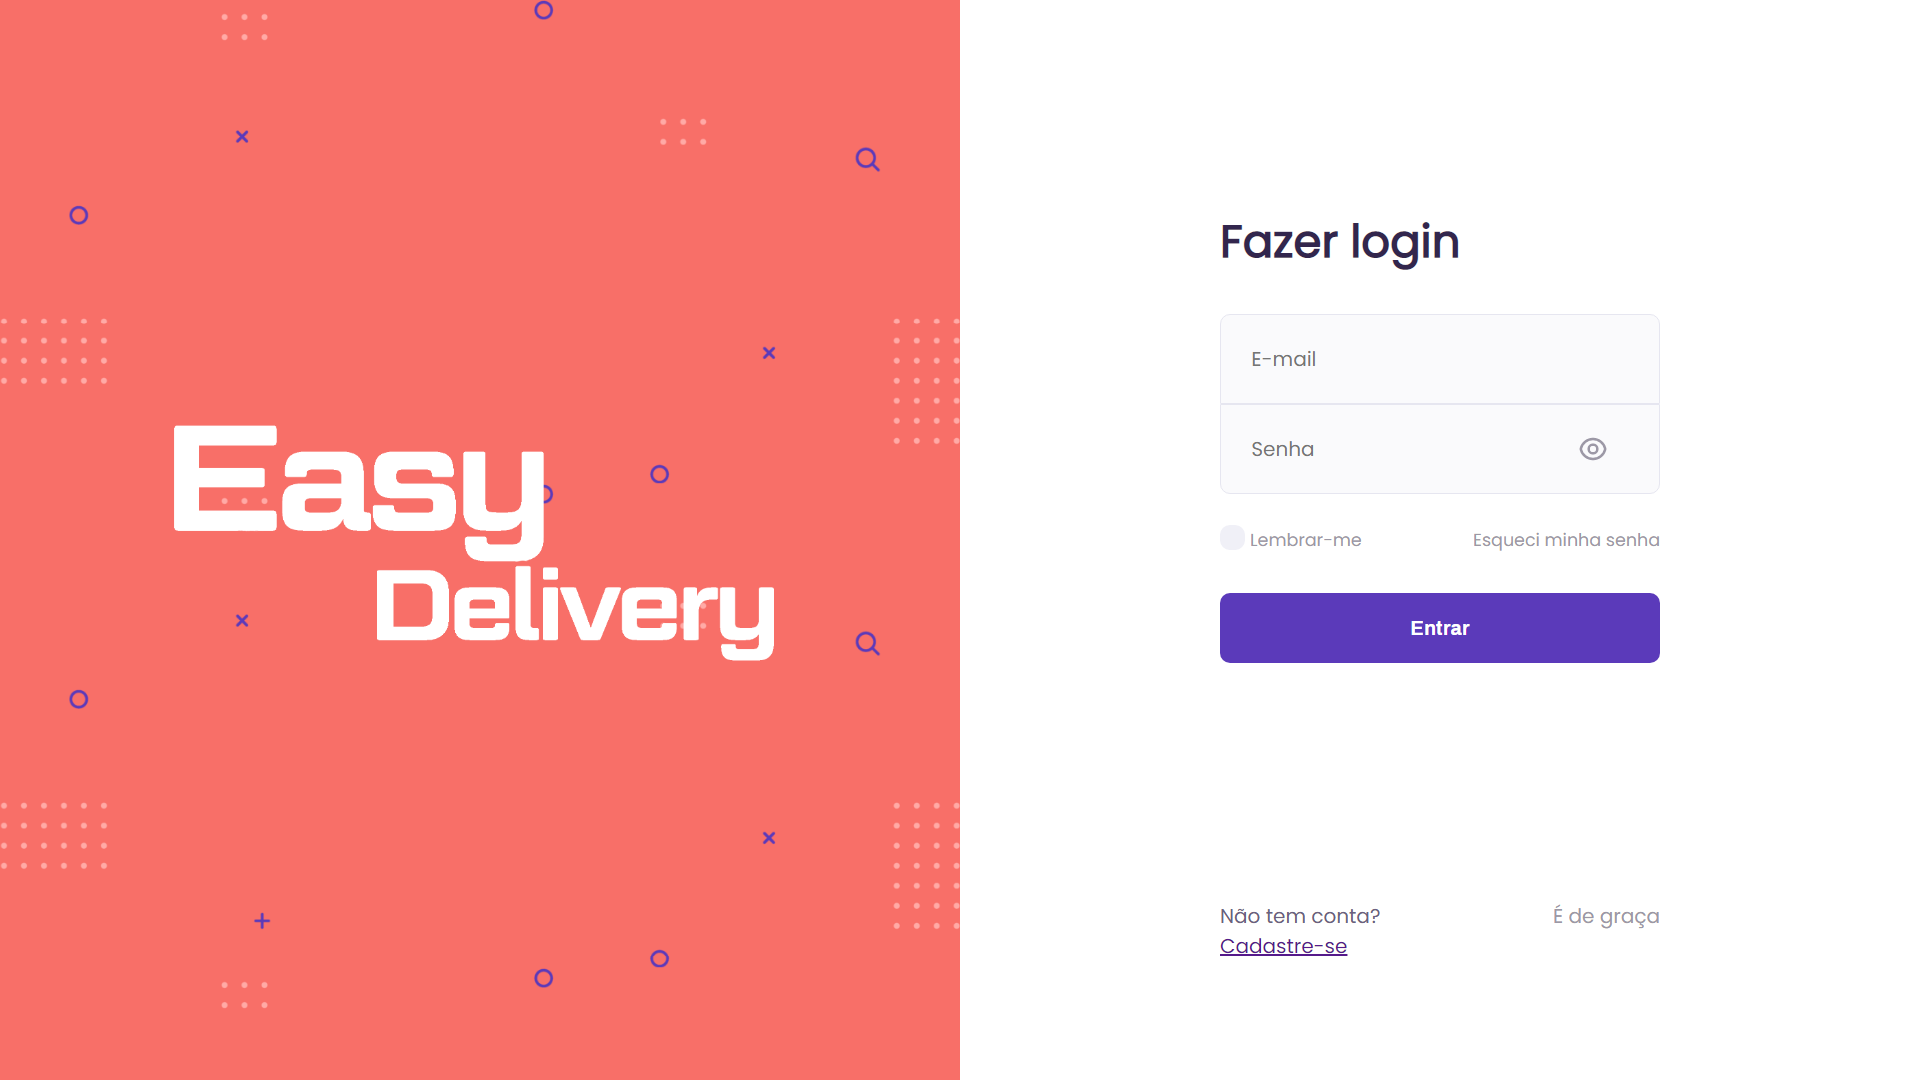 Easy
Delivery
Fazer login
E-mail
Senha
Lembrar-me
Esqueci minha senha
Entrar
Não tem conta?
Cadastre-se
É de graça